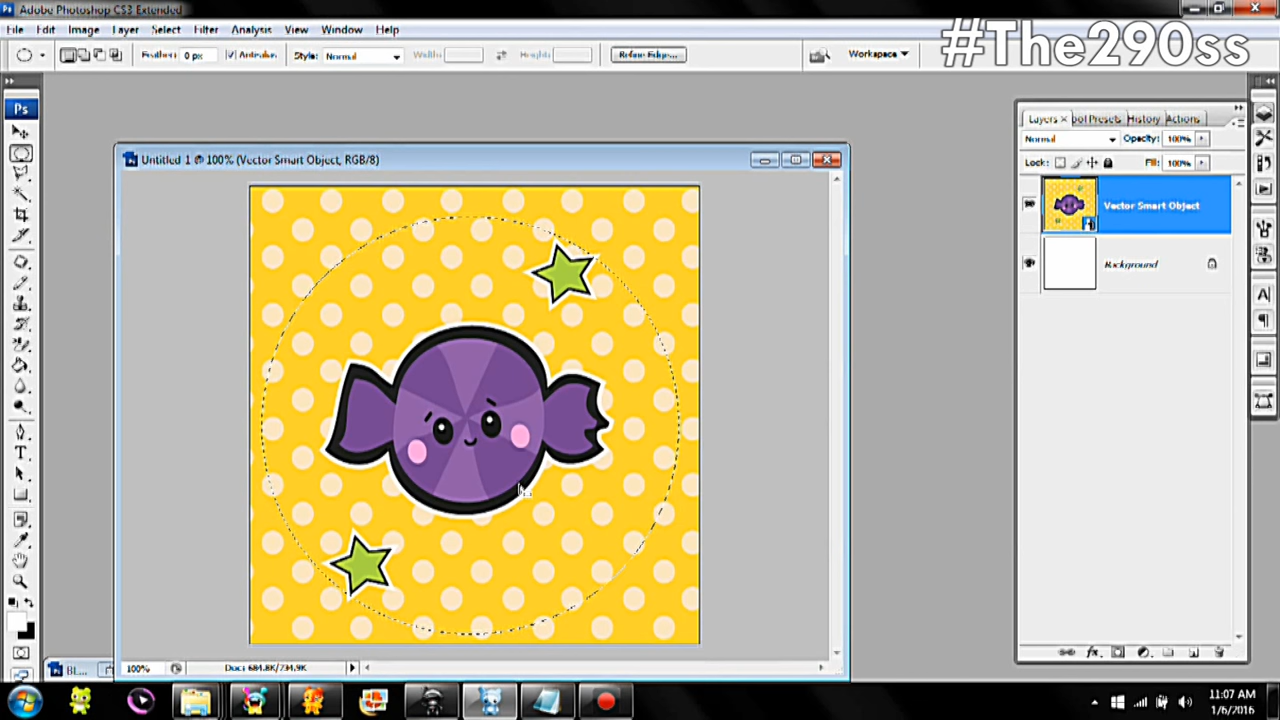 Adobe Photoshop CS3 Extended
File Edit Image Layer Select Filter Analysis View Window Help
#The290ss
Feather: 0 px Anti-alias Style: Normal Width: Height: Refine Edge... Workspace
Ps
Layers × ool Presets History Actions
Normal Opacity: 100%
Lock: Fill: 100%
Untitled 1 @ 100% (Vector Smart Object, RGB/8)
Vector Smart Object
Background
100% Doc: 684.8K/734.9K
BL...
11:07 AM
1/6/2016